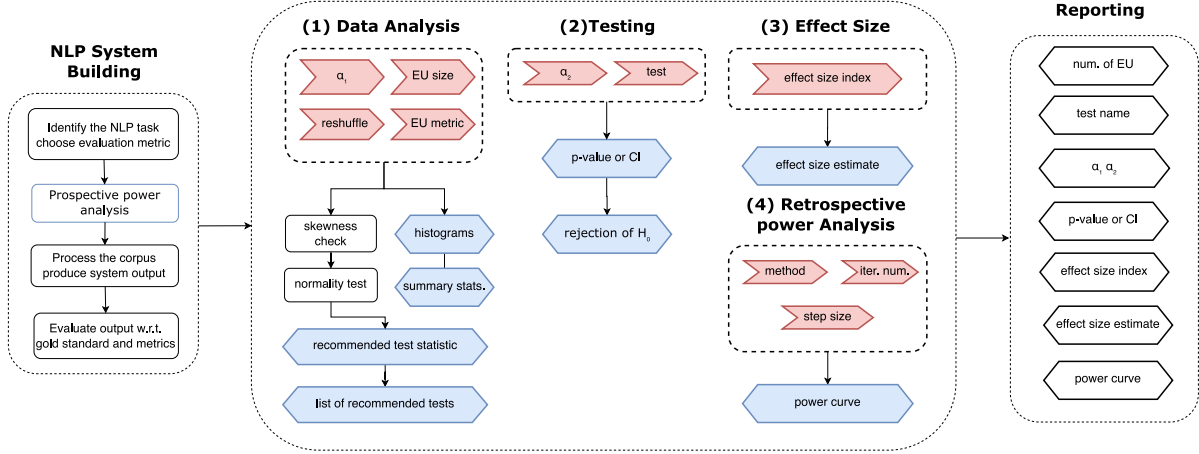 NLP System
Building
Identify the NLP task
choose evaluation metric
Prospective power
analysis
Process the corpus
produce system output
Evaluate output w.r.t.
gold standard and metrics
(1) Data Analysis
α₁
EU size
reshuffle
EU metric
skewness
check
histograms
normality test
summary stats.
recommended test statistic
list of recommended tests
(2)Testing
α₂
test
p-value or CI
rejection of H₀
(3) Effect Size
effect size index
effect size estimate
(4) Retrospective
power Analysis
method
iter. num.
step size
power curve
Reporting
num. of EU
test name
α₁ α₂
p-value or CI
effect size index
effect size estimate
power curve